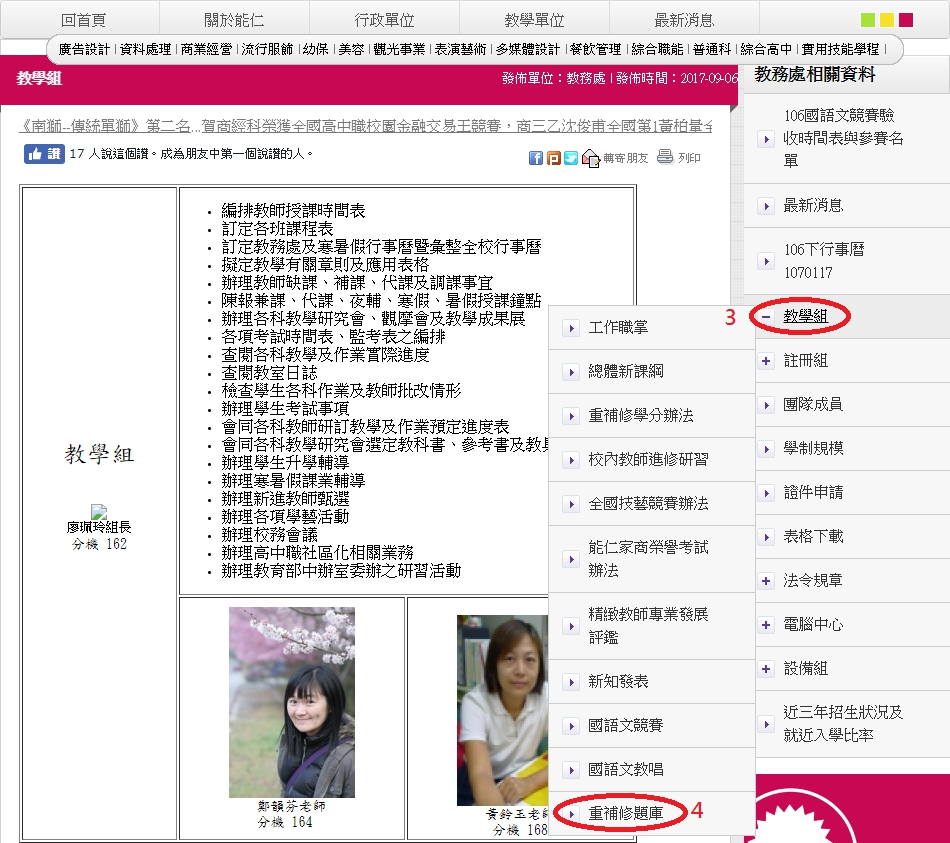 回首頁 關於能仁 行政單位 教學單位 最新消息
廣告設計 | 資料處理 | 商業經營 | 流行服飾 | 幼保 | 美容 | 觀光事業 | 表演藝術 | 多媒體設計 | 餐飲管理 | 綜合職能 | 普通科 | 綜合高中 | 實用技能學程 |
教學組
發佈單位：教務處 | 發佈時間：2017-09-06
《南獅--傳統單獅》第二名...賀商經科榮獲全國高中職校園金融交易王競賽，商三乙沈俊甫全國第1黃柏量全
讚 17 人說這個讚。成為朋友中第一個說讚的人。
轉寄朋友 列印
教學組
廖珮玲組長
分機 162
• 編排教師授課時間表
• 訂定各班課程表
• 訂定教務處及寒暑假行事曆暨彙整全校行事曆
• 擬定教學有關章則及應用表格
• 辦理教師缺課、補課、代課及調課事宜
• 陳報兼課、代課、夜輔、寒假、暑假授課鐘點
• 辦理各科教學研究會、觀摩會及教學成果展
• 各項考試時間表、監考表之編排
• 查閱各科教學及作業實際進度
• 查閱教室日誌
• 檢查學生各科作業及教師批改情形
• 辦理學生考試事項
• 會同各科教師研訂教學及作業預定進度表
• 會同各科教學研究會選定教科書、參考書及教具
• 辦理學生升學輔導
• 辦理寒暑假課業輔導
• 辦理新進教師甄選
• 辦理各項學藝活動
• 辦理校務會議
• 辦理高中職社區化相關業務
• 辦理教育部中辦室委辦之研習活動
鄭韻芬老師
分機 164
黃鈴玉老師
分機 168
工作職掌
總體新課綱
重補修學分辦法
校內教師進修研習
全國技藝競賽辦法
能仁家商榮譽考試
辦法
精緻教師專業發展
評鑑
新知發表
國語文競賽
國語文教唱
重補修題庫 4
教務處相關資料
106國語文競賽驗
收時間表與參賽名
單
最新消息
106下行事曆
1070117
3 教學組
註冊組
團隊成員
學制規模
證件申請
表格下載
法令規章
電腦中心
設備組
近三年招生狀況及
就近入學比率